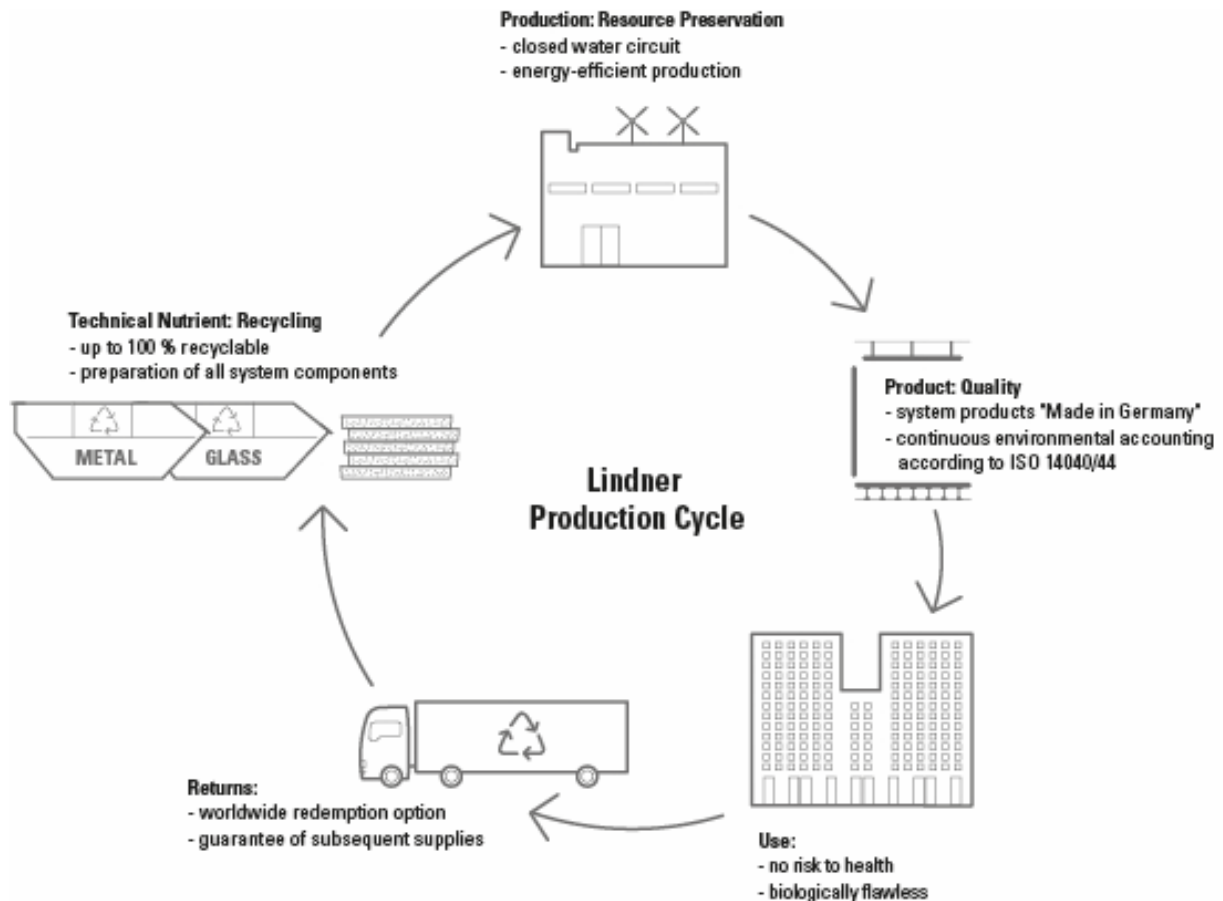 Production: Resource Preservation
- closed water circuit
- energy-efficient production
Technical Nutrient: Recycling
- up to 100 % recyclable
- preparation of all system components
METAL
GLASS
Product: Quality
- system products "Made in Germany"
- continuous environmental accounting
according to ISO 14040/44
Lindner
Production Cycle
Returns:
- worldwide redemption option
- guarantee of subsequent supplies
Use:
- no risk to health
- biologically flawless